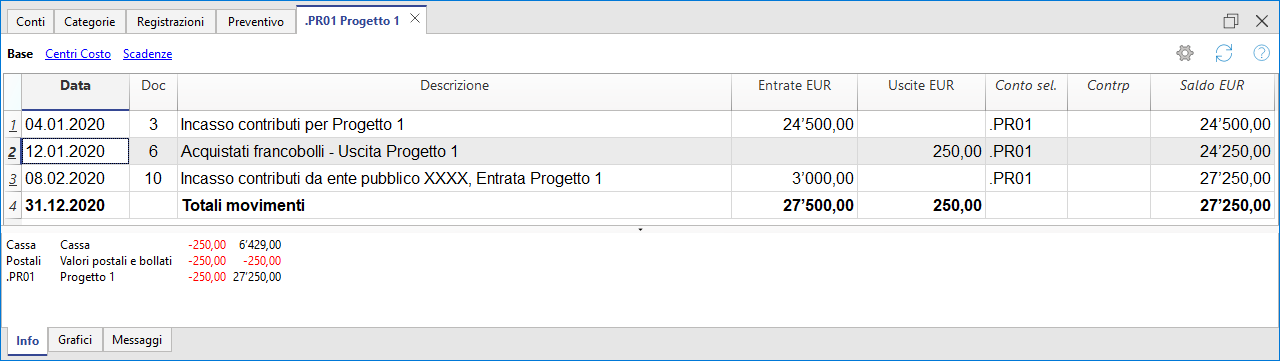 Conti Categorie Registrazioni Preventivo .PR01 Progetto 1
Base Centri Costo Scadenze
Data Doc Descrizione Entrate EUR Uscite EUR Conto sel. Contrp Saldo EUR
1 04.01.2020 3 Incasso contributi per Progetto 1 24’500,00 .PR01 24’500,00
2 12.01.2020 6 Acquistati francobolli - Uscita Progetto 1 250,00 .PR01 24’250,00
3 08.02.2020 10 Incasso contributi da ente pubblico XXXX, Entrata Progetto 1 3’000,00 .PR01 27’250,00
4 31.12.2020 Totali movimenti 27’500,00 250,00 27’250,00
Cassa Cassa -250,00 6’429,00
Postali Valori postali e bollati -250,00 -250,00
.PR01 Progetto 1 -250,00 27’250,00
Info Grafici Messaggi